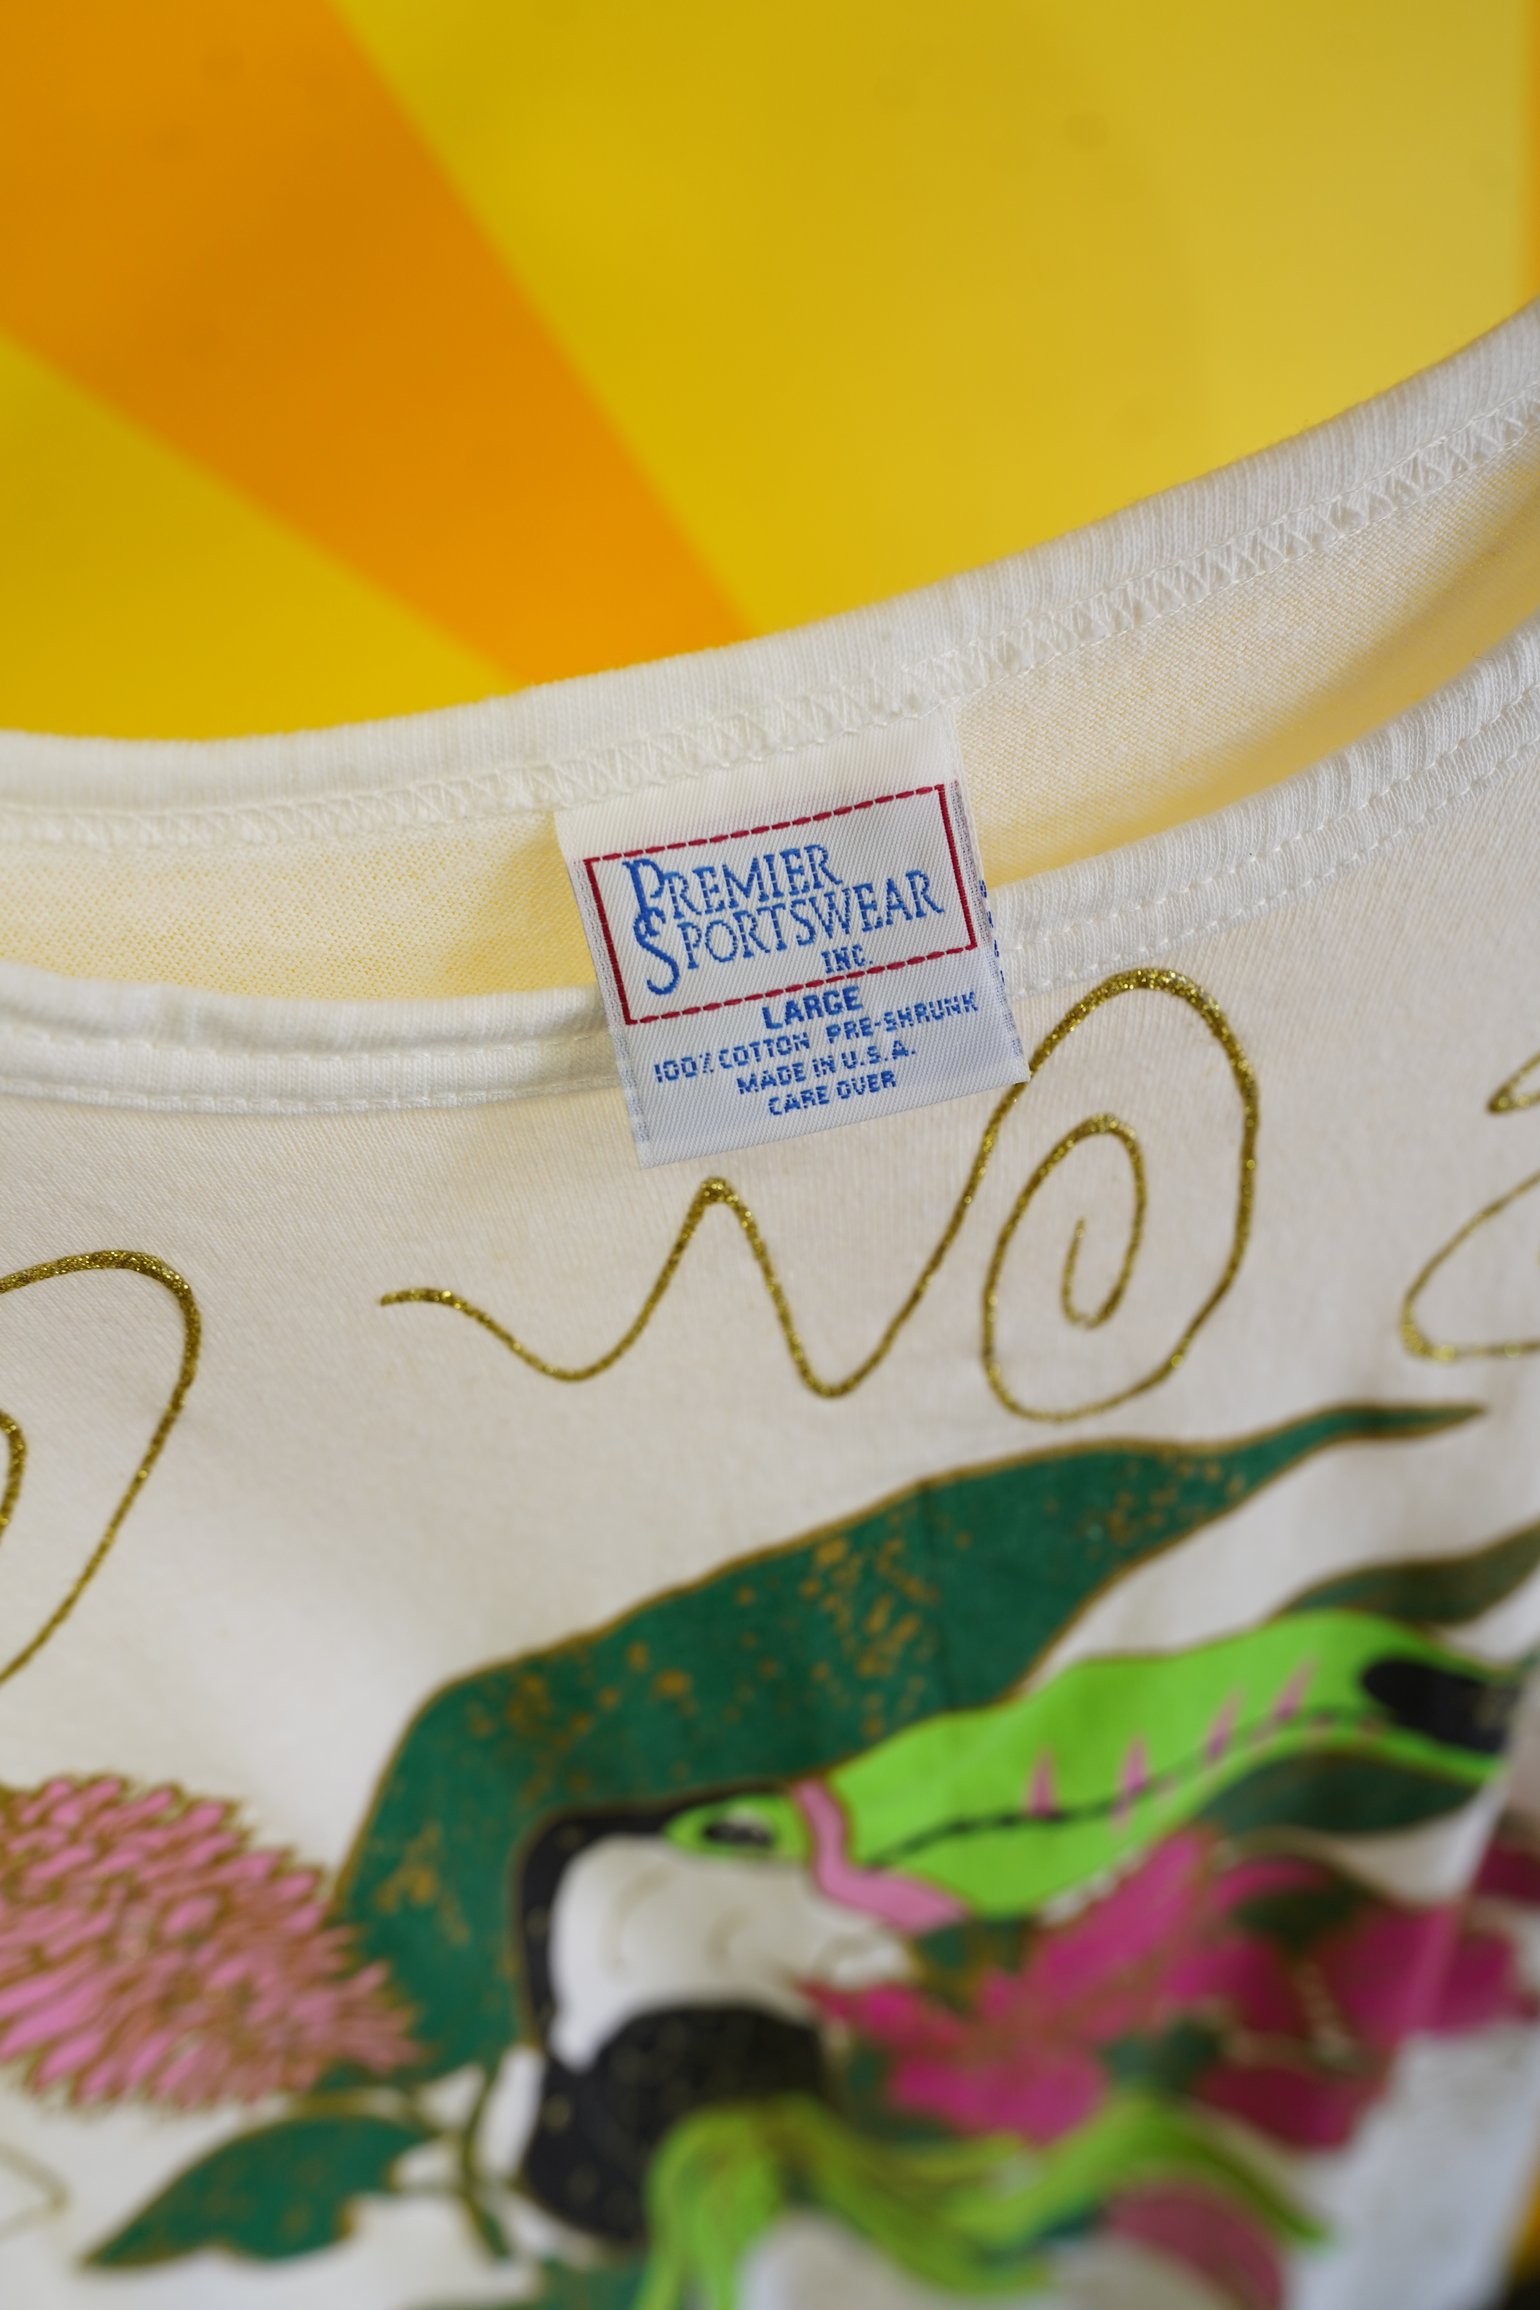 PREMIER
SPORTSWEAR
INC.
LARGE
100% COTTON PRE-SHRUNK
MADE IN U.S.A.
CARE OVER